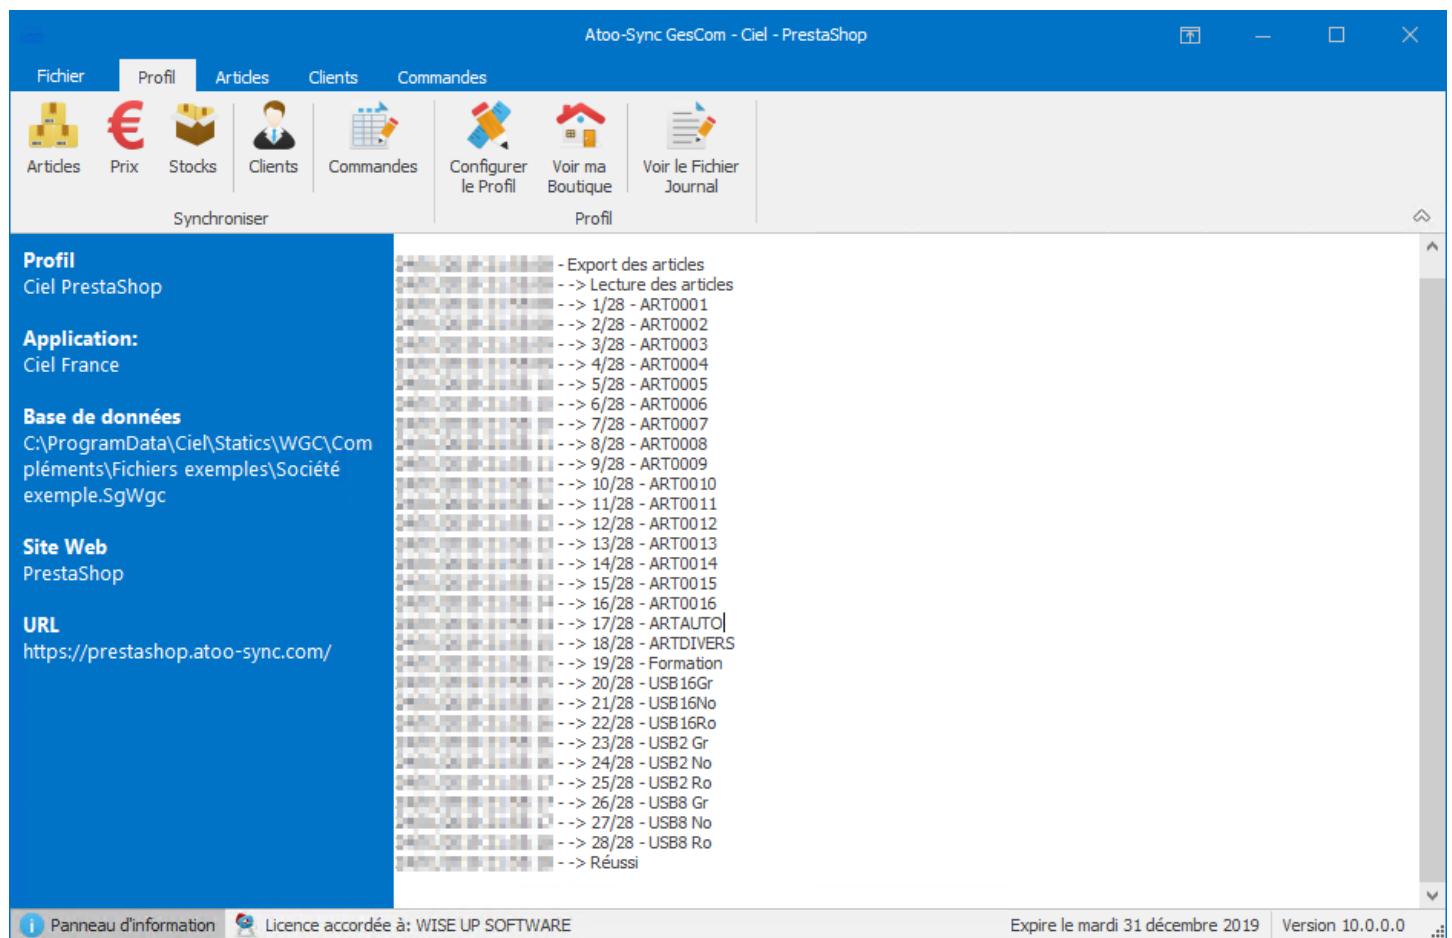 Atoo-Sync GesCom - Ciel - PrestaShop
Fichier Profil Articles Clients Commandes
Articles Prix Stocks Clients Commandes Configurer le Profil Voir ma Boutique Voir le Fichier Journal
Synchroniser Profil
Profil
Ciel PrestaShop
Application:
Ciel France
Base de données
C:\ProgramData\Ciel\Statics\WGC\Com
pléments\Fichiers exemples\Société
exemple.SgWgc
Site Web
PrestaShop
URL
https://prestashop.atoo-sync.com/
- Export des articles
- --> Lecture des articles
- --> 1/28 - ART0001
- --> 2/28 - ART0002
- --> 3/28 - ART0003
- --> 4/28 - ART0004
- --> 5/28 - ART0005
- --> 6/28 - ART0006
- --> 7/28 - ART0007
- --> 8/28 - ART0008
- --> 9/28 - ART0009
- --> 10/28 - ART0010
- --> 11/28 - ART0011
- --> 12/28 - ART0012
- --> 13/28 - ART0013
- --> 14/28 - ART0014
- --> 15/28 - ART0015
- --> 16/28 - ART0016
- --> 17/28 - ARTAUTO
- --> 18/28 - ARTDIVERS
- --> 19/28 - Formation
- --> 20/28 - USB16Gr
- --> 21/28 - USB16No
- --> 22/28 - USB16Ro
- --> 23/28 - USB2 Gr
- --> 24/28 - USB2 No
- --> 25/28 - USB2 Ro
- --> 26/28 - USB8 Gr
- --> 27/28 - USB8 No
- --> 28/28 - USB8 Ro
- --> Réussi
Panneau d'information Licence accordée à: WISE UP SOFTWARE Expire le mardi 31 décembre 2019 Version 10.0.0.0